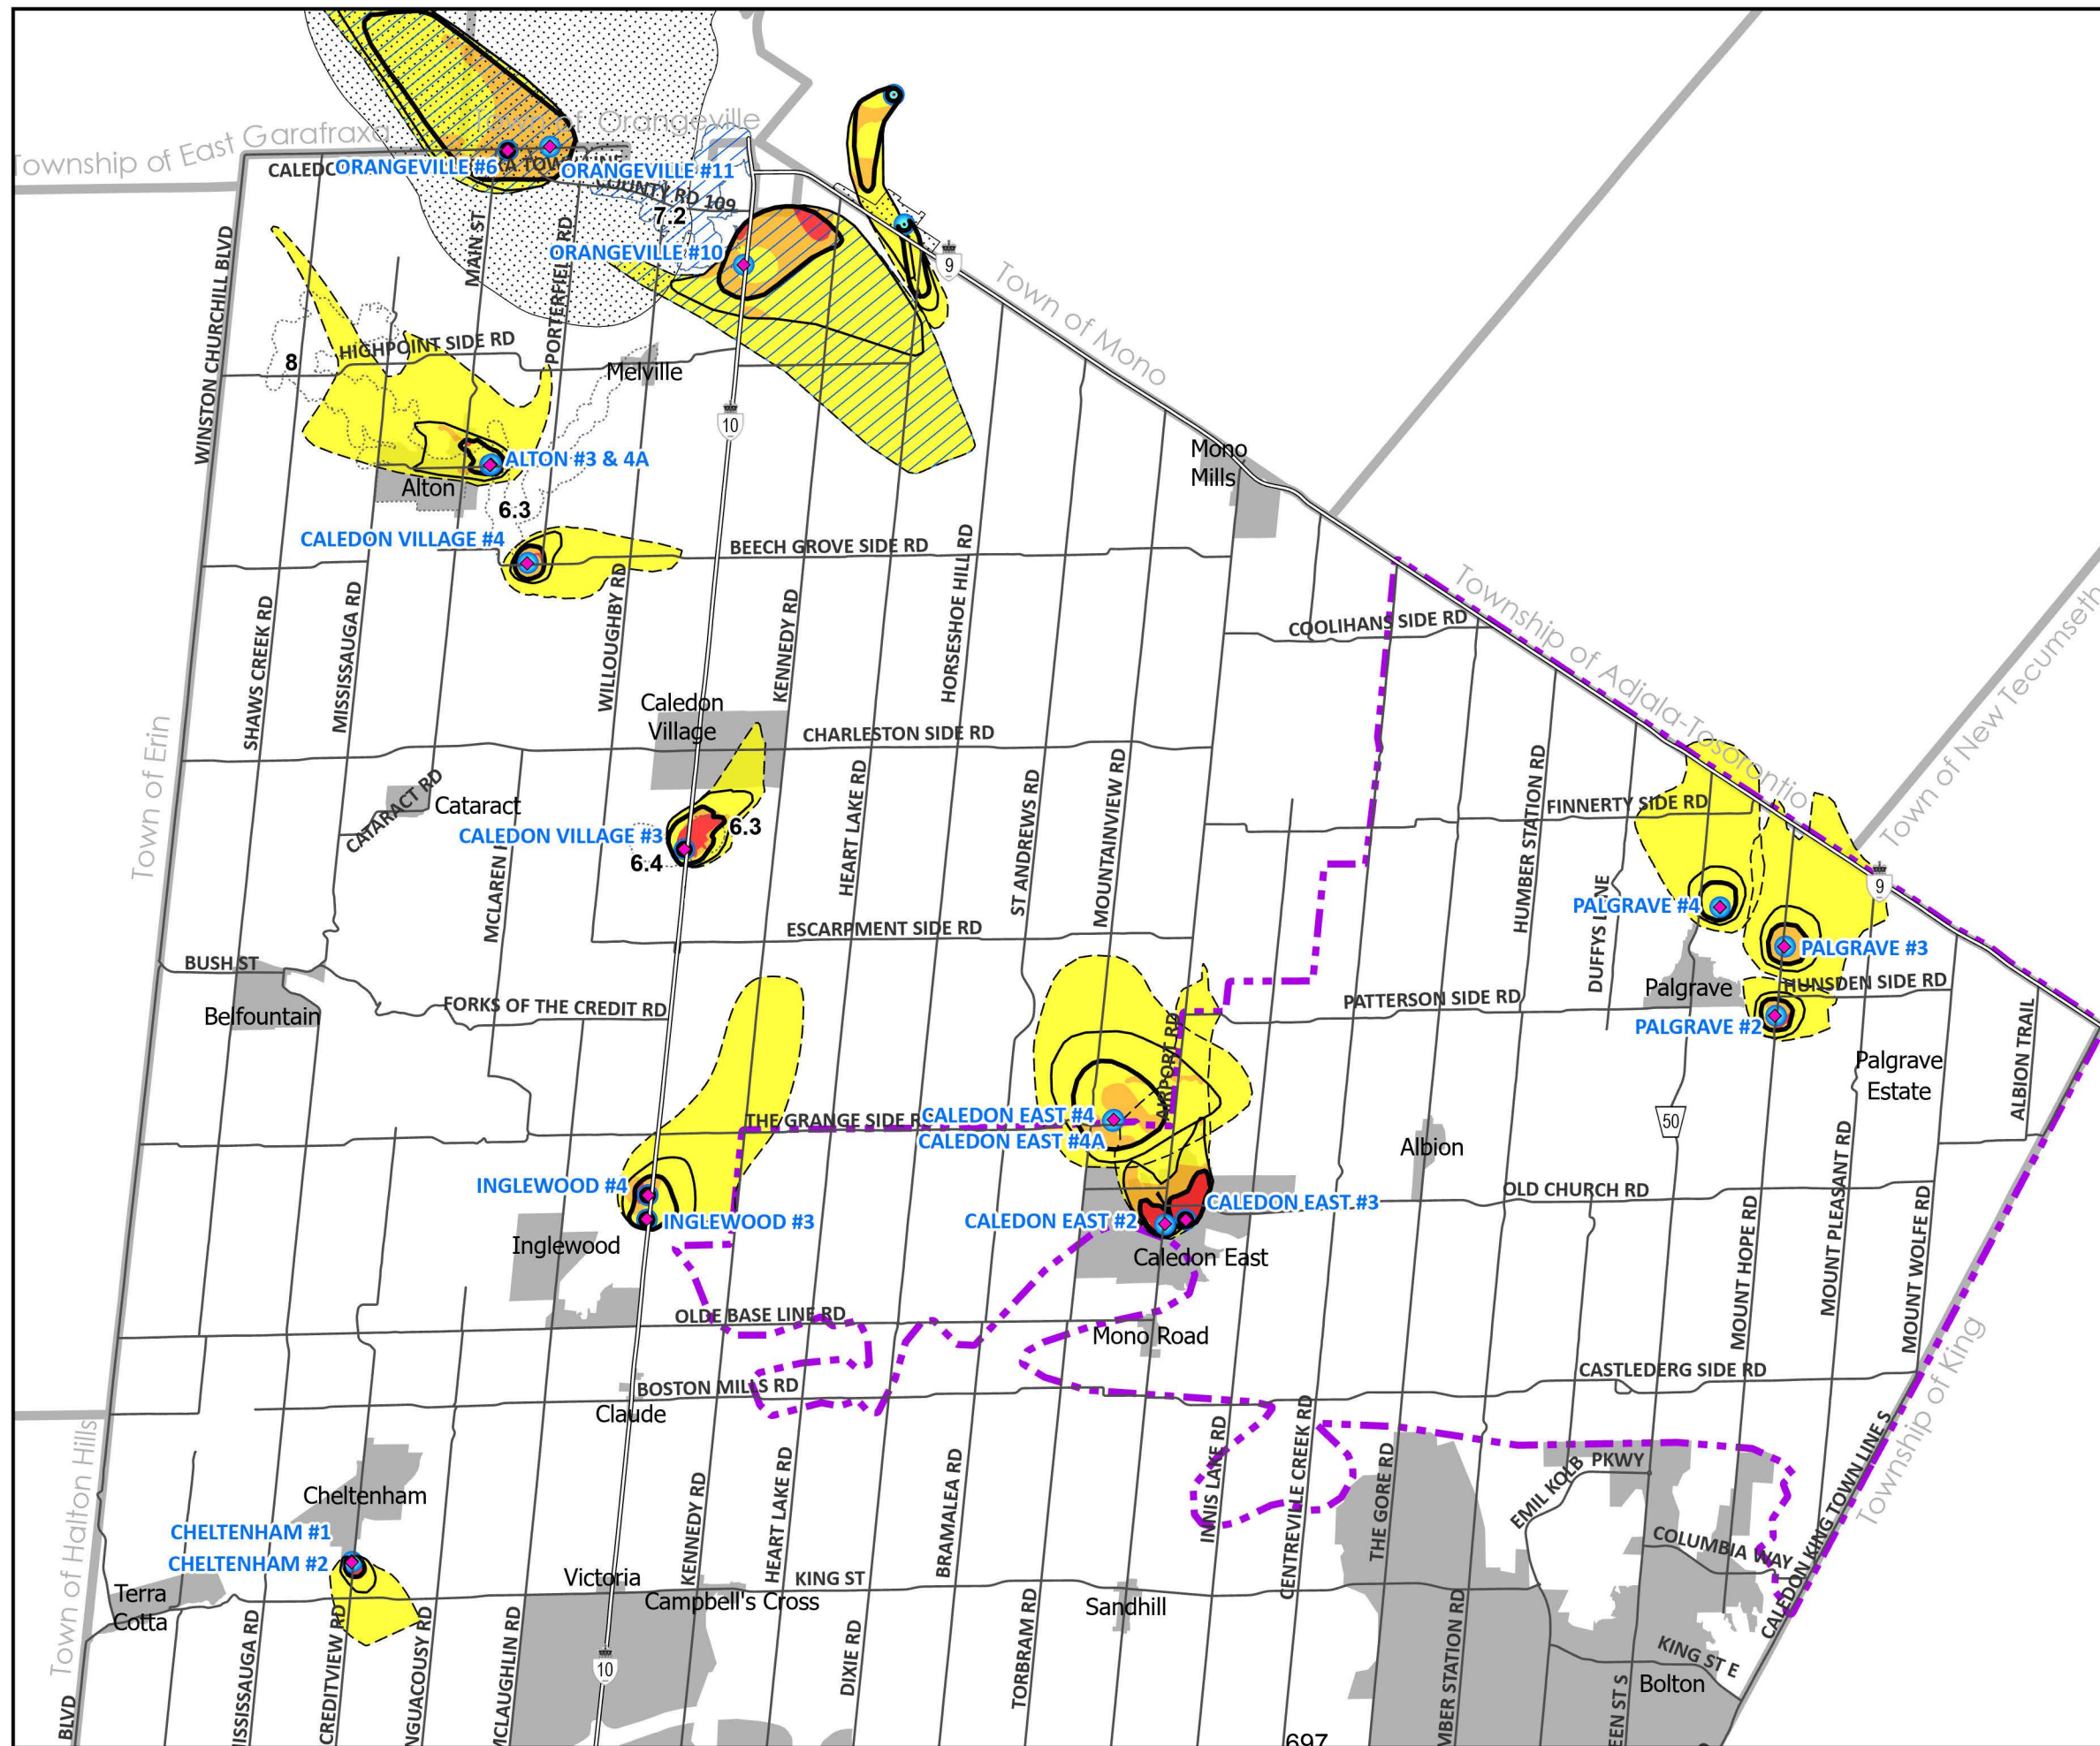 Township of East Garafraxa
Town of Orangeville
ORANGEVILLE #6
ORANGEVILLE #11
COUNTY RD 109
7.2
ORANGEVILLE #10
9
Town of Mono
MAIN ST
PORTERFIELD RD
WINSTON CHURCHILL BLVD
8
HIGHPOINT SIDE RD
Melville
10
ALTON #3 & 4A
Alton
6.3
Mono
Mills
CALEDON VILLAGE #4
BEECH GROVE SIDE RD
SHAWS CREEK RD
MISSISSAUGA RD
WILLOUGHBY RD
KENNEDY RD
HORSESHOE HILL RD
COOLIHANS SIDE RD
Township of Adjala-Tosorontio
Town of New Tecumseth
Caledon
Village
CHARLESTON SIDE RD
Town of Erin
CATARACT RD
Cataract
CALEDON VILLAGE #3
6.3
6.4
MCLAREN
HEART LAKE RD
ST ANDREWS RD
MOUNTAINVIEW RD
HUMBER STATION RD
FINNERTY SIDE RD
DUFFYS LANE
9
PALGRAVE #4
PALGRAVE #3
ESCARPMENT SIDE RD
BUSH ST
Belfountain
FORKS OF THE CREDIT RD
PATTERSON SIDE RD
Palgrave
HUNSDEN SIDE RD
PALGRAVE #2
Palgrave
Estate
ALBION TRAIL
AIRPORT RD
THE GRANGE SIDE RD
CALEDON EAST #4
CALEDON EAST #4A
50
Albion
INGLEWOOD #4
INGLEWOOD #3
Inglewood
CALEDON EAST #3
CALEDON EAST #2
Caledon East
OLD CHURCH RD
MOUNT HOPE RD
MOUNT PLEASANT RD
MOUNT WOLFE RD
OLDE BASE LINE RD
Mono Road
CASTLEDERG SIDE RD
BOSTON MILLS RD
Claude
Township of King
Town of Halton Hills
Cheltenham
CHELTENHAM #1
CHELTENHAM #2
KENNEDY RD
HEART LAKE RD
BRAMALEA RD
INNIS LAKE RD
CENTREVILLE CREEK RD
THE GORE RD
EMIL KOLB
PKWY
COLUMBIA WAY
CALEDON KING TOWN LINE S
Terra
Cotta
Victoria
KING ST
Campbell's Cross
Sandhill
KING ST E
Bolton
10
BLVD
MISSISSAUGA RD
CREDITVIEW RD
NGUACOUSY RD
MCLAUGHLIN RD
DIXIE RD
TORBRAM RD
MBER STATION RD
EEN ST S
697